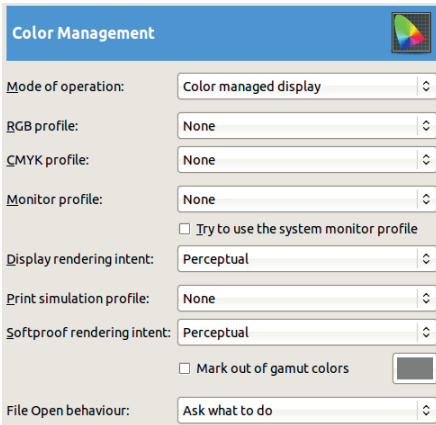 Color Management
Mode of operation: Color managed display
RGB profile: None
CMYK profile: None
Monitor profile: None
Try to use the system monitor profile
Display rendering intent: Perceptual
Print simulation profile: None
Softproof rendering intent: Perceptual
Mark out of gamut colors
File Open behaviour: Ask what to do